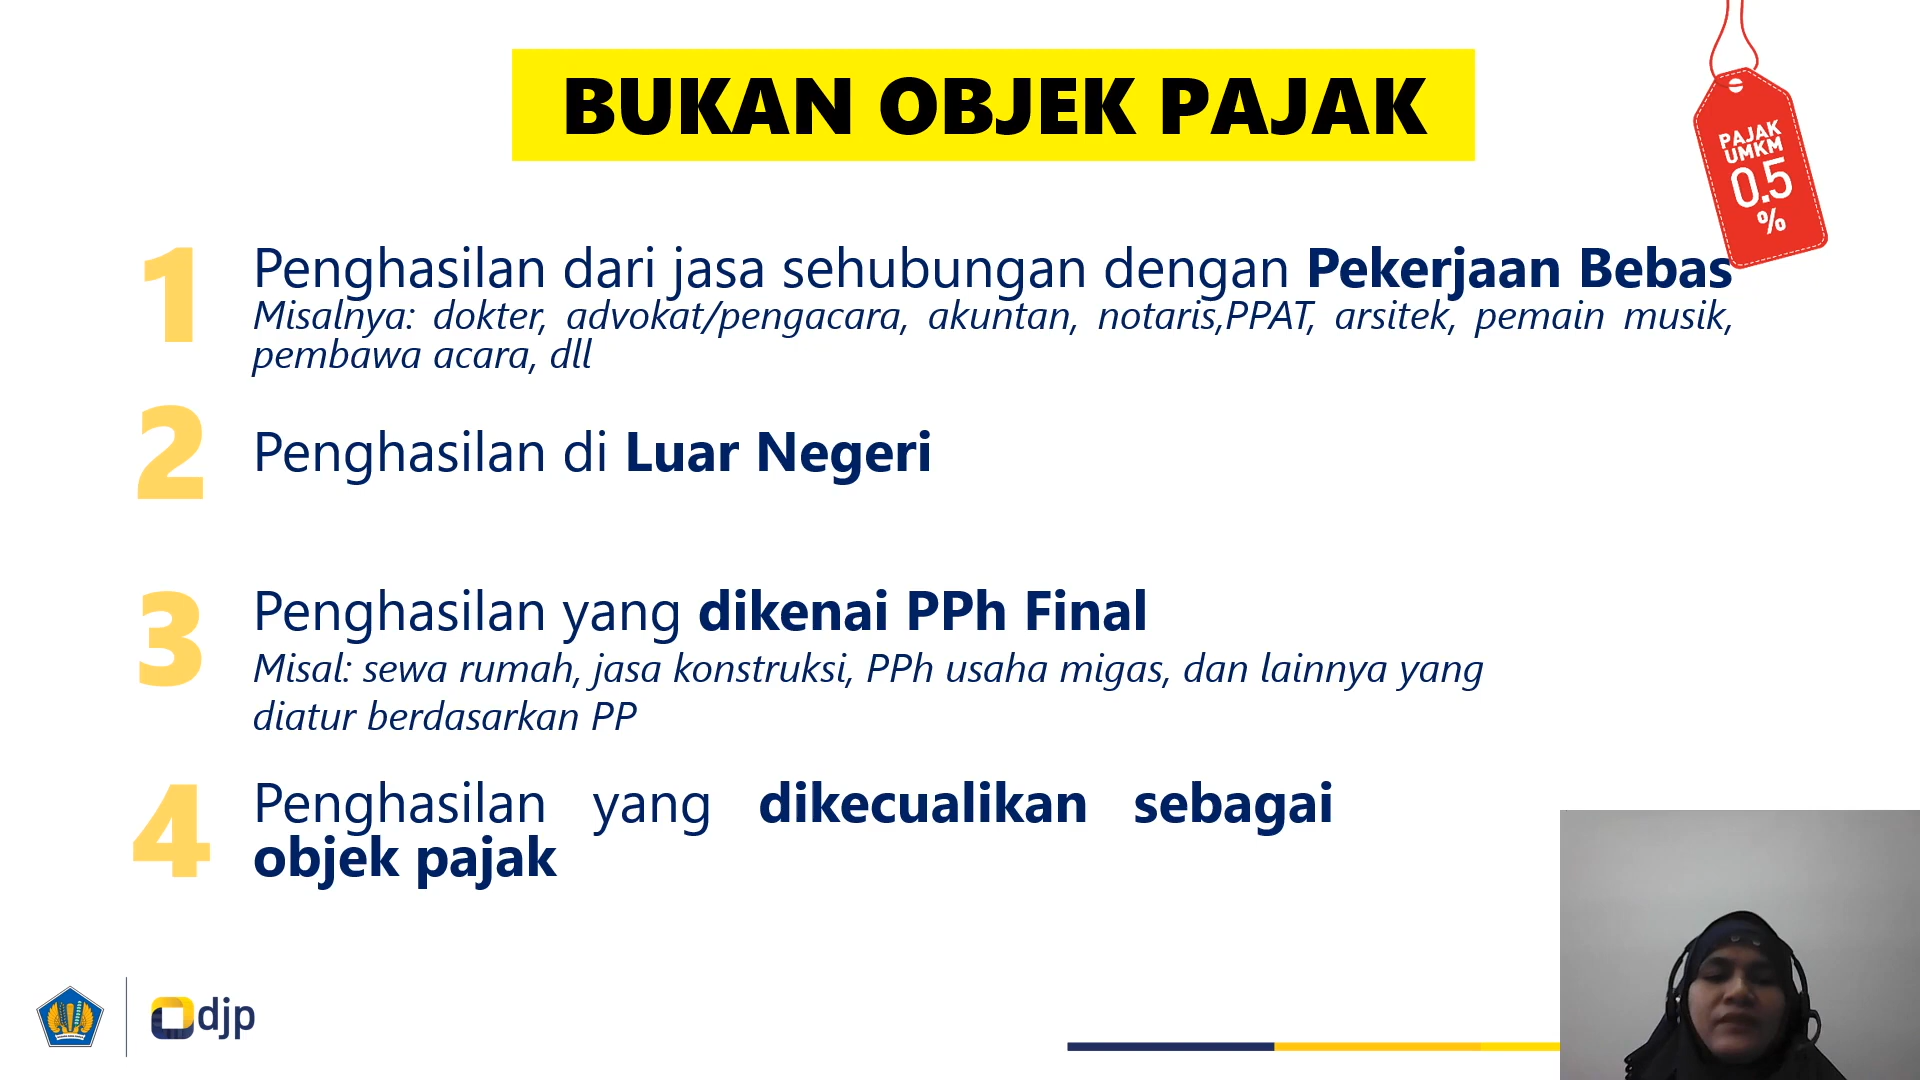 BUKAN OBJEK PAJAK
PAJAK
UMKM
0.5
%
1
Penghasilan dari jasa sehubungan dengan Pekerjaan Bebas
Misalnya: dokter, advokat/pengacara, akuntan, notaris,PPAT, arsitek, pemain musik,
pembawa acara, dll
2
Penghasilan di Luar Negeri
3
Penghasilan yang dikenai PPh Final
Misal: sewa rumah, jasa konstruksi, PPh usaha migas, dan lainnya yang
diatur berdasarkan PP
4
Penghasilan yang dikecualikan sebagai
objek pajak
djp